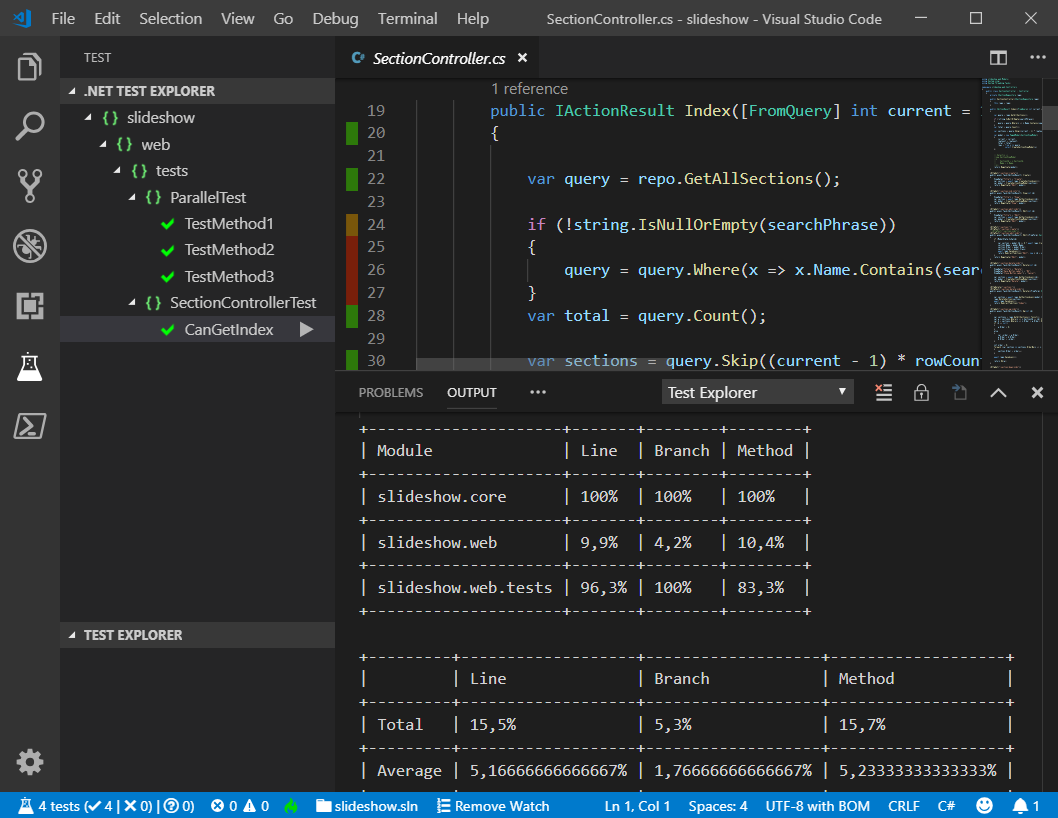 File Edit Selection View Go Debug Terminal Help SectionController.cs - slideshow - Visual Studio Code
TEST
.NET TEST EXPLORER
{} slideshow
{} web
{} tests
{} ParallelTest
TestMethod1
TestMethod2
TestMethod3
{} SectionControllerTest
CanGetIndex
TEST EXPLORER
SectionController.cs
1 reference
19 public IActionResult Index([FromQuery] int current =
20 {
21
22 var query = repo.GetAllSections();
23
24 if (!string.IsNullOrEmpty(searchPhrase))
25 {
26 query = query.Where(x => x.Name.Contains(sear
27 }
28 var total = query.Count();
29
30 var sections = query.Skip((current - 1) * rowCount
PROBLEMS OUTPUT ••• Test Explorer
+---------------------+-------+--------+--------+
| Module | Line | Branch | Method |
+---------------------+-------+--------+--------+
| slideshow.core | 100% | 100% | 100% |
+---------------------+-------+--------+--------+
| slideshow.web | 9,9% | 4,2% | 10,4% |
+---------------------+-------+--------+--------+
| slideshow.web.tests | 96,3% | 100% | 83,3% |
+---------------------+-------+--------+--------+
+---------+-------------------+-------------------+-------------------+
| | Line | Branch | Method |
+---------+-------------------+-------------------+-------------------+
| Total | 15,5% | 5,3% | 15,7% |
+---------+-------------------+-------------------+-------------------+
| Average | 5,16666666666667% | 1,76666666666667% | 5,23333333333333% |
4 tests (✔ 4 | ✖ 0) | ? 0) 0 0 slideshow.sln Remove Watch Ln 1, Col 1 Spaces: 4 UTF-8 with BOM CRLF C# 1